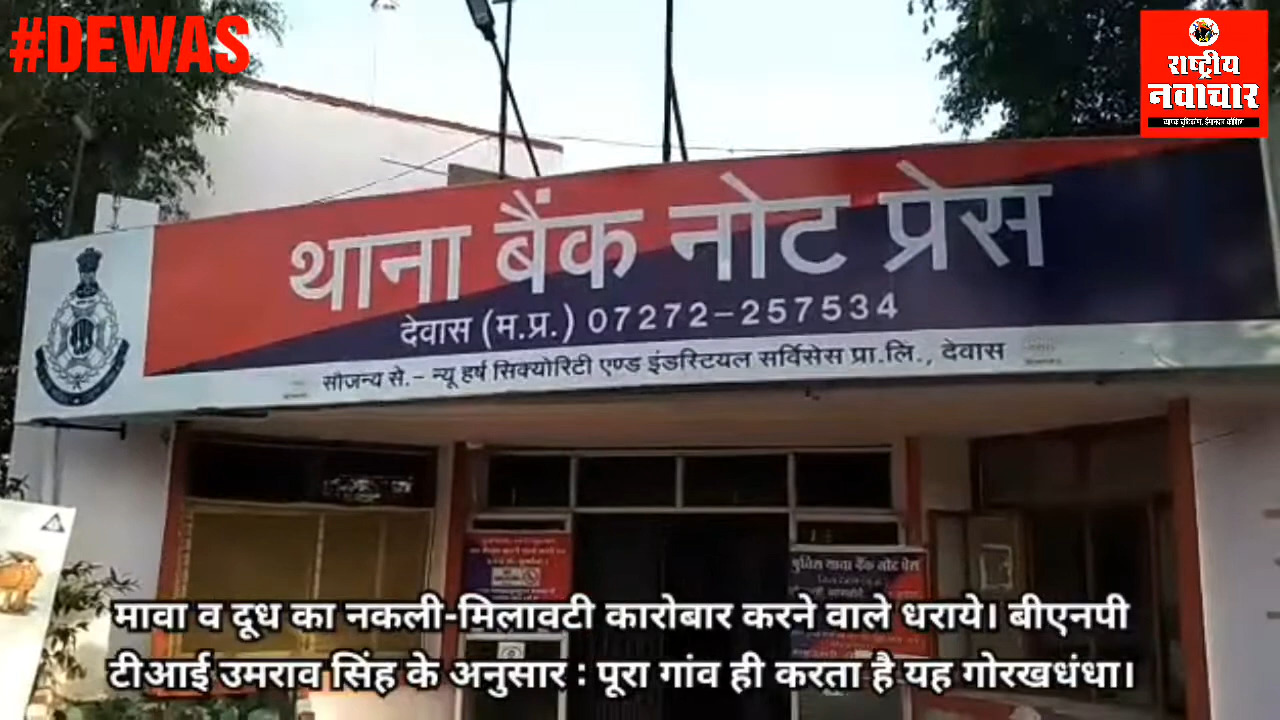 #DEWAS
राष्ट्रीय
नवाचार
थाना बैंक नोट प्रेस
देवास (म.प्र.) 07272-257534
सौजन्य से.- न्यू हर्ष सिक्योरिटी एण्ड इंडस्टियल सर्विसेस प्रा.लि., देवास
पुलिस थाना बैंक नोट प्रेस
मावा व दूध का नकली-मिलावटी कारोबार करने वाले धराये। बीएनपी
टीआई उमराव सिंह के अनुसार : पूरा गांव ही करता है यह गोरखधंधा।